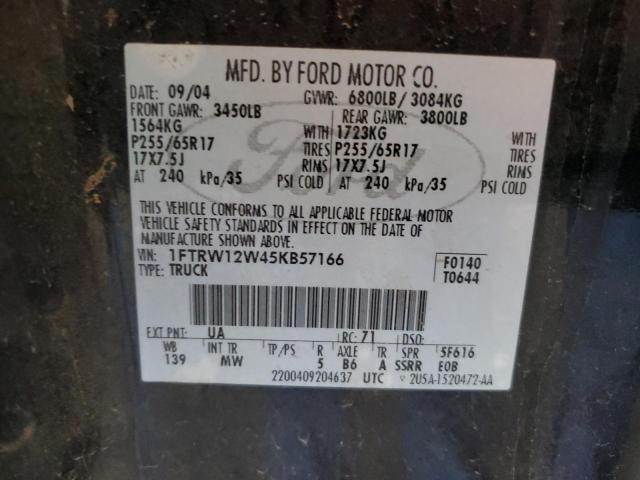 MFD. BY FORD MOTOR CO.
DATE: 09/04 GVWR: 6800LB/ 3084KG
FRONT GAWR: 3450LB REAR GAWR: 3800LB
1564KG WITH 1723KG WITH
P255/65R17 TIRES P255/65R17 TIRES
17X7.5J RIMS 17X7.5J RIMS
AT 240 kPa/35 PSI COLD AT 240 kPa/35 PSI COLD
Ford
THIS VEHICLE CONFORMS TO ALL APPLICABLE FEDERAL MOTOR
VEHICLE SAFETY STANDARDS IN EFFECT ON THE DATE OF
MANUFACTURE SHOWN ABOVE.
VIN: 1FTRW12W45KB57166 F0140
TYPE: TRUCK T0644
EXT PNT: UA RC: 71 DSO:
WB INT TR TP/PS R AXLE TR SPR 5F616
139 MW 5 B6 A SSRR EOB
2200409204637 UTC ▽ 2U5A-1520472-AA